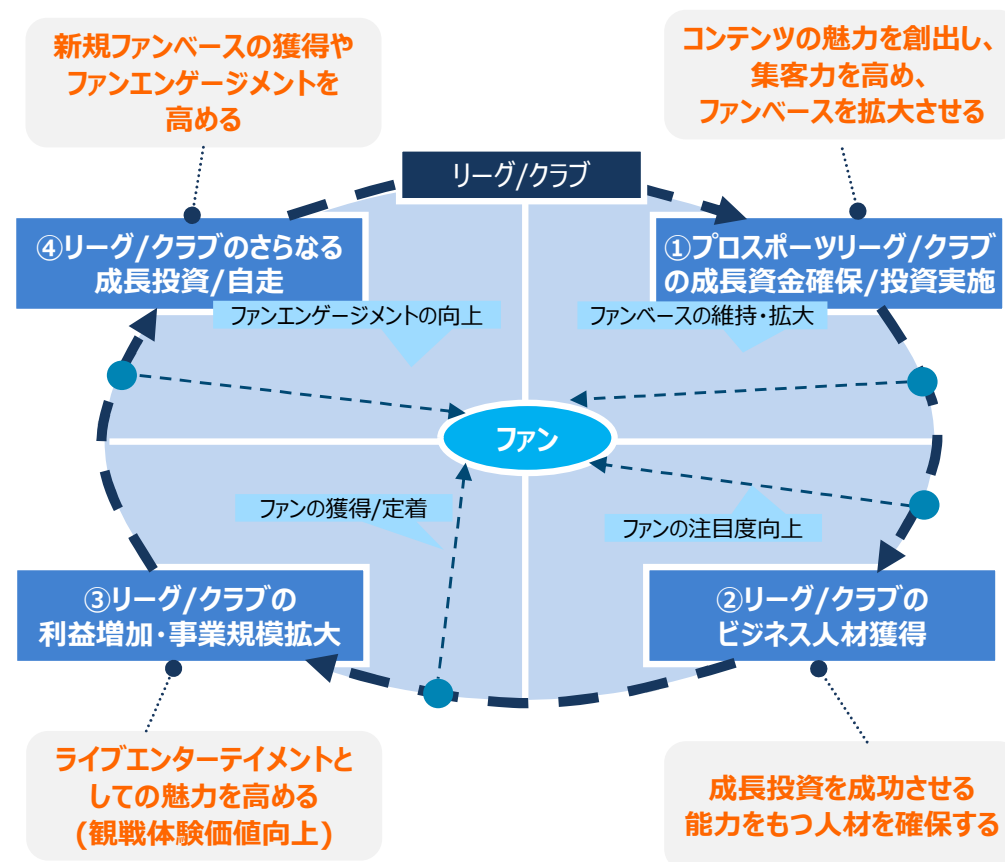 新規ファンベースの獲得や
ファンエンゲージメントを
高める
コンテンツの魅力を創出し、
集客力を高め、
ファンベースを拡大させる
リーグ/クラブ
④リーグ/クラブのさらなる
成長投資/自走
①プロスポーツリーグ/クラブ
の成長資金確保/投資実施
ファンエンゲージメントの向上
ファンベースの維持・拡大
ファン
ファンの獲得/定着
ファンの注目度向上
③リーグ/クラブの
利益増加・事業規模拡大
②リーグ/クラブの
ビジネス人材獲得
ライブエンターテイメントと
しての魅力を高める
(観戦体験価値向上)
成長投資を成功させる
能力をもつ人材を確保する